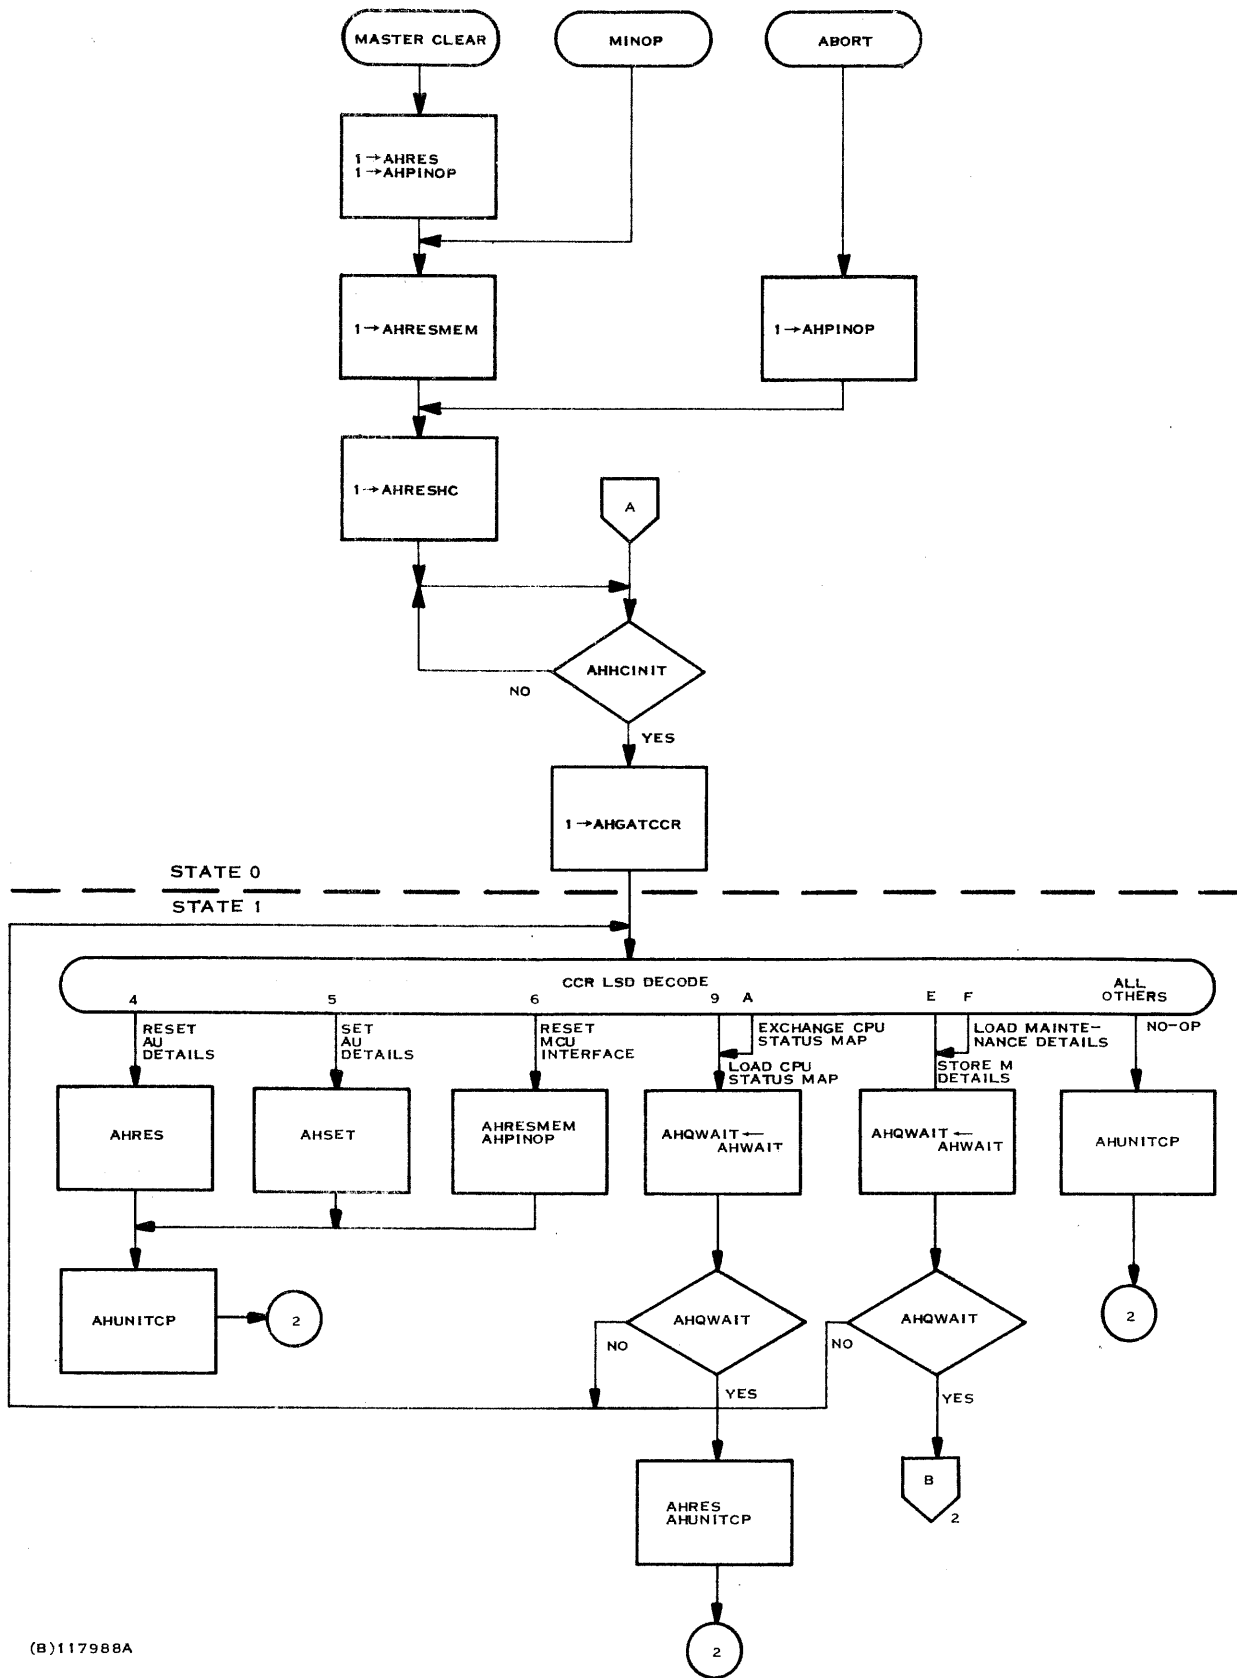 MASTER CLEAR
MINOP
ABORT
1→AHRES
1→AHPINOP
1→AHRESMEM
1→AHPINOP
1→AHRESHC
A
AHHCINIT
NO
YES
1→AHGATCCR
STATE 0
STATE 1
CCR LSD DECODE
4
5
6
9
A
E
F
ALL
OTHERS
RESET
AU
DETAILS
SET
AU
DETAILS
RESET
MCU
INTERFACE
EXCHANGE CPU
STATUS MAP
LOAD CPU
STATUS MAP
LOAD MAINTE-
NANCE DETAILS
STORE M
DETAILS
NO-OP
AHRES
AHSET
AHRESMEM
AHPINOP
AHQWAIT←
AHWAIT
AHQWAIT←
AHWAIT
AHUNITCP
AHUNITCP
2
AHQWAIT
NO
YES
AHQWAIT
NO
YES
2
AHRES
AHUNITCP
B
2
2
(B)117988A